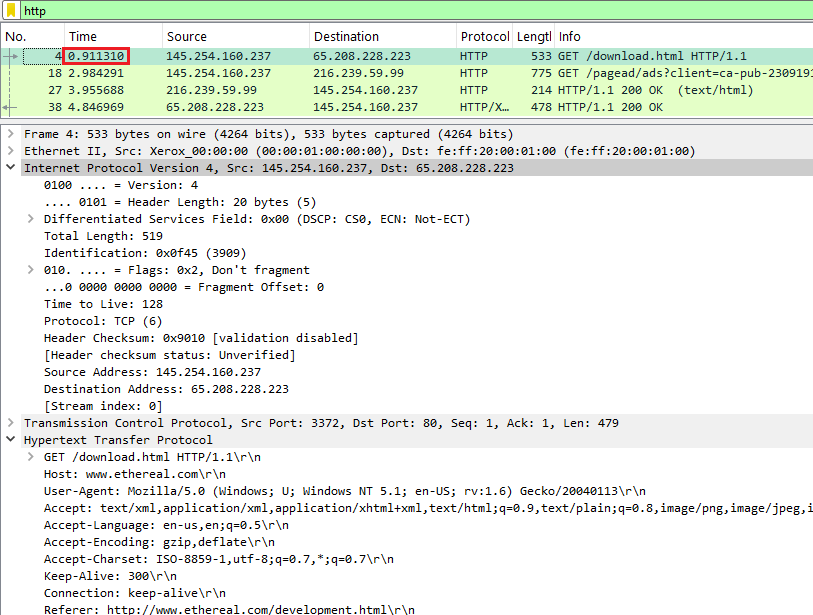 http
No. Time Source Destination Protocol Lengtl Info
4 0.911310 145.254.160.237 65.208.228.223 HTTP 533 GET /download.html HTTP/1.1
18 2.984291 145.254.160.237 216.239.59.99 HTTP 775 GET /pagead/ads?client=ca-pub-2309191
27 3.955688 216.239.59.99 145.254.160.237 HTTP 214 HTTP/1.1 200 OK (text/html)
38 4.846969 65.208.228.223 145.254.160.237 HTTP/X… 478 HTTP/1.1 200 OK
Frame 4: 533 bytes on wire (4264 bits), 533 bytes captured (4264 bits)
Ethernet II, Src: Xerox_00:00:00 (00:00:01:00:00:00), Dst: fe:ff:20:00:01:00 (fe:ff:20:00:01:00)
Internet Protocol Version 4, Src: 145.254.160.237, Dst: 65.208.228.223
0100 .... = Version: 4
.... 0101 = Header Length: 20 bytes (5)
Differentiated Services Field: 0x00 (DSCP: CS0, ECN: Not-ECT)
Total Length: 519
Identification: 0x0f45 (3909)
010. .... = Flags: 0x2, Don't fragment
...0 0000 0000 0000 = Fragment Offset: 0
Time to Live: 128
Protocol: TCP (6)
Header Checksum: 0x9010 [validation disabled]
[Header checksum status: Unverified]
Source Address: 145.254.160.237
Destination Address: 65.208.228.223
[Stream index: 0]
Transmission Control Protocol, Src Port: 3372, Dst Port: 80, Seq: 1, Ack: 1, Len: 479
Hypertext Transfer Protocol
GET /download.html HTTP/1.1\r\n
Host: www.ethereal.com\r\n
User-Agent: Mozilla/5.0 (Windows; U; Windows NT 5.1; en-US; rv:1.6) Gecko/20040113\r\n
Accept: text/xml,application/xml,application/xhtml+xml,text/html;q=0.9,text/plain;q=0.8,image/png,image/jpeg,i
Accept-Language: en-us,en;q=0.5\r\n
Accept-Encoding: gzip,deflate\r\n
Accept-Charset: ISO-8859-1,utf-8;q=0.7,*;q=0.7\r\n
Keep-Alive: 300\r\n
Connection: keep-alive\r\n
Referer: http://www.ethereal.com/development.html\r\n